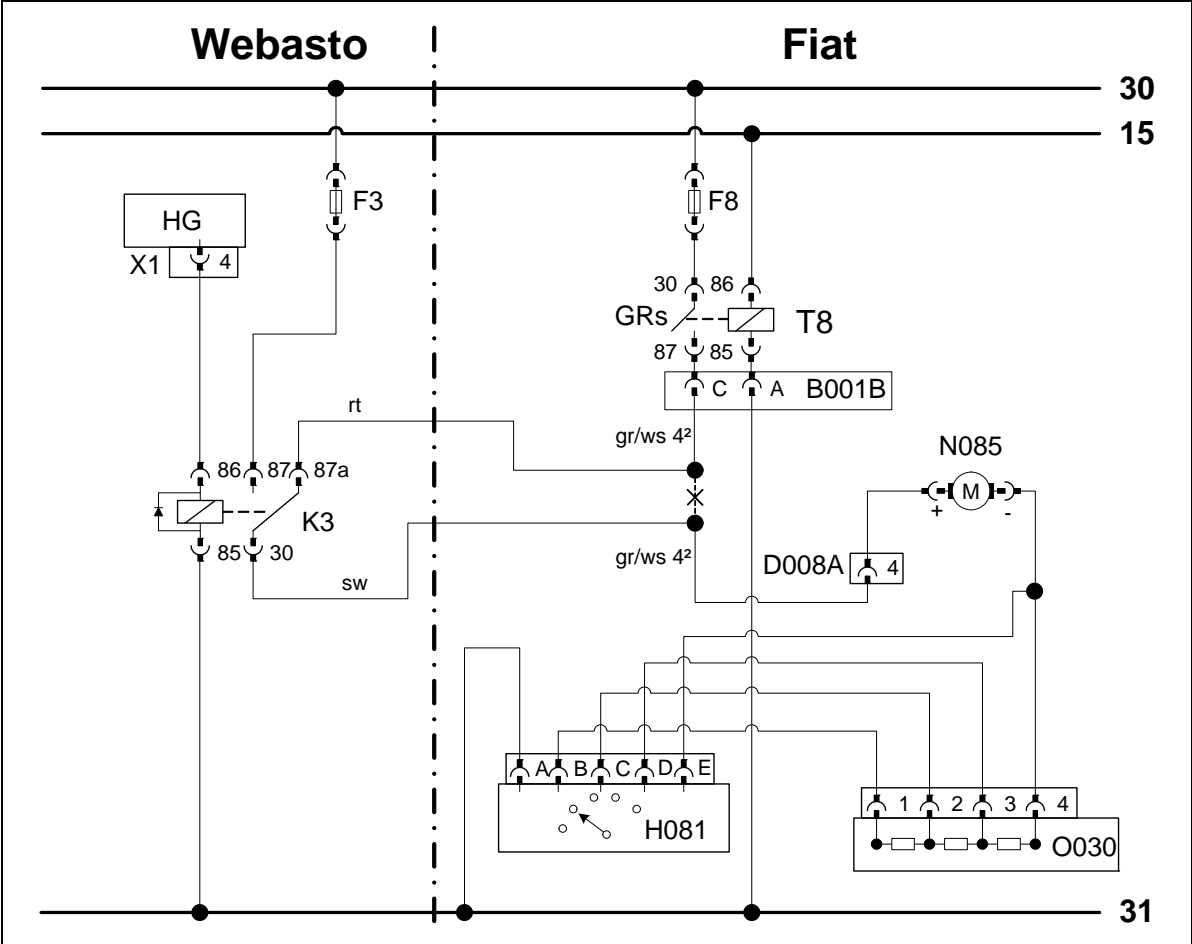 Webasto Fiat
30
15
F3 F8
HG
X1 4
30 86
GRs T8
87 85
C A B001B
rt
gr/ws 4²
N085
86 87 87a
M
+ -
K3
85 30
gr/ws 4²
D008A 4
sw
A B C D E
1 2 3 4
H081
O030
31